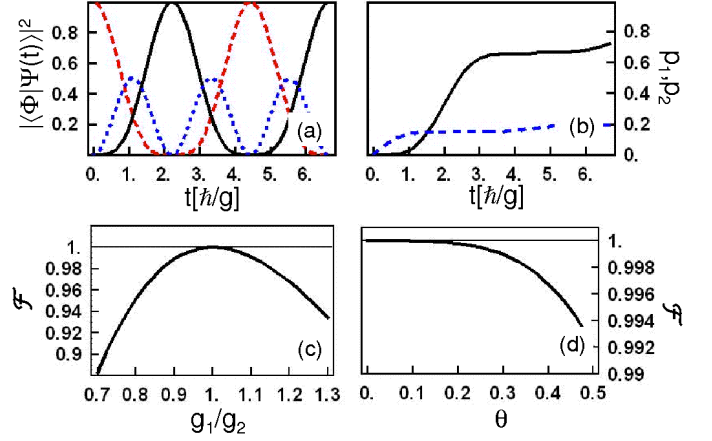 |⟨Φ|Ψ(t)⟩|²
0.8
0.6
0.4
0.2
(a)
0. 1. 2. 3. 4. 5. 6.
t[ħ/g]
0.8
0.6
0.4
0.2
0.
p₁,p₂
(b)
0. 1. 2. 3. 4. 5. 6.
t[ħ/g]
ℱ
1.
0.98
0.96
0.94
0.92
0.9
(c)
0.7 0.8 0.9 1.0 1.1 1.2 1.3
g₁/g₂
1.
0.998
0.996
0.994
0.992
0.99
ℱ
(d)
0. 0.1 0.2 0.3 0.4 0.5
θ